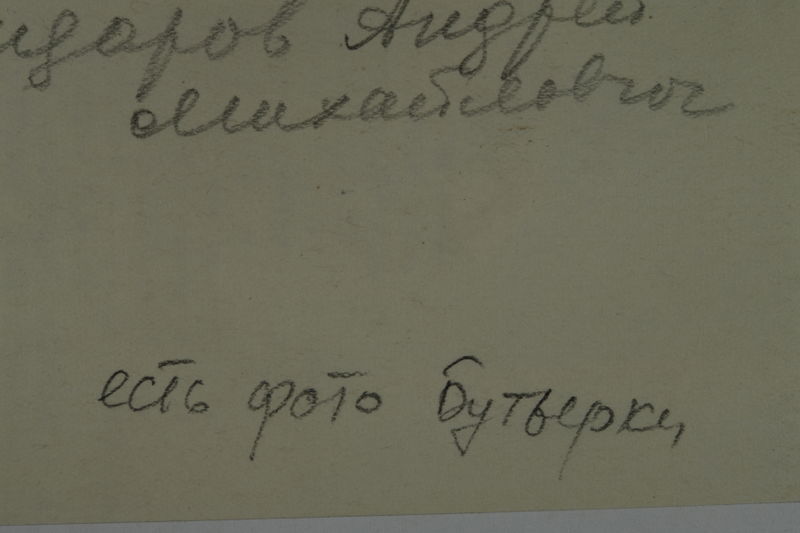 Андрей
Михайлович
есть фото Бутырки